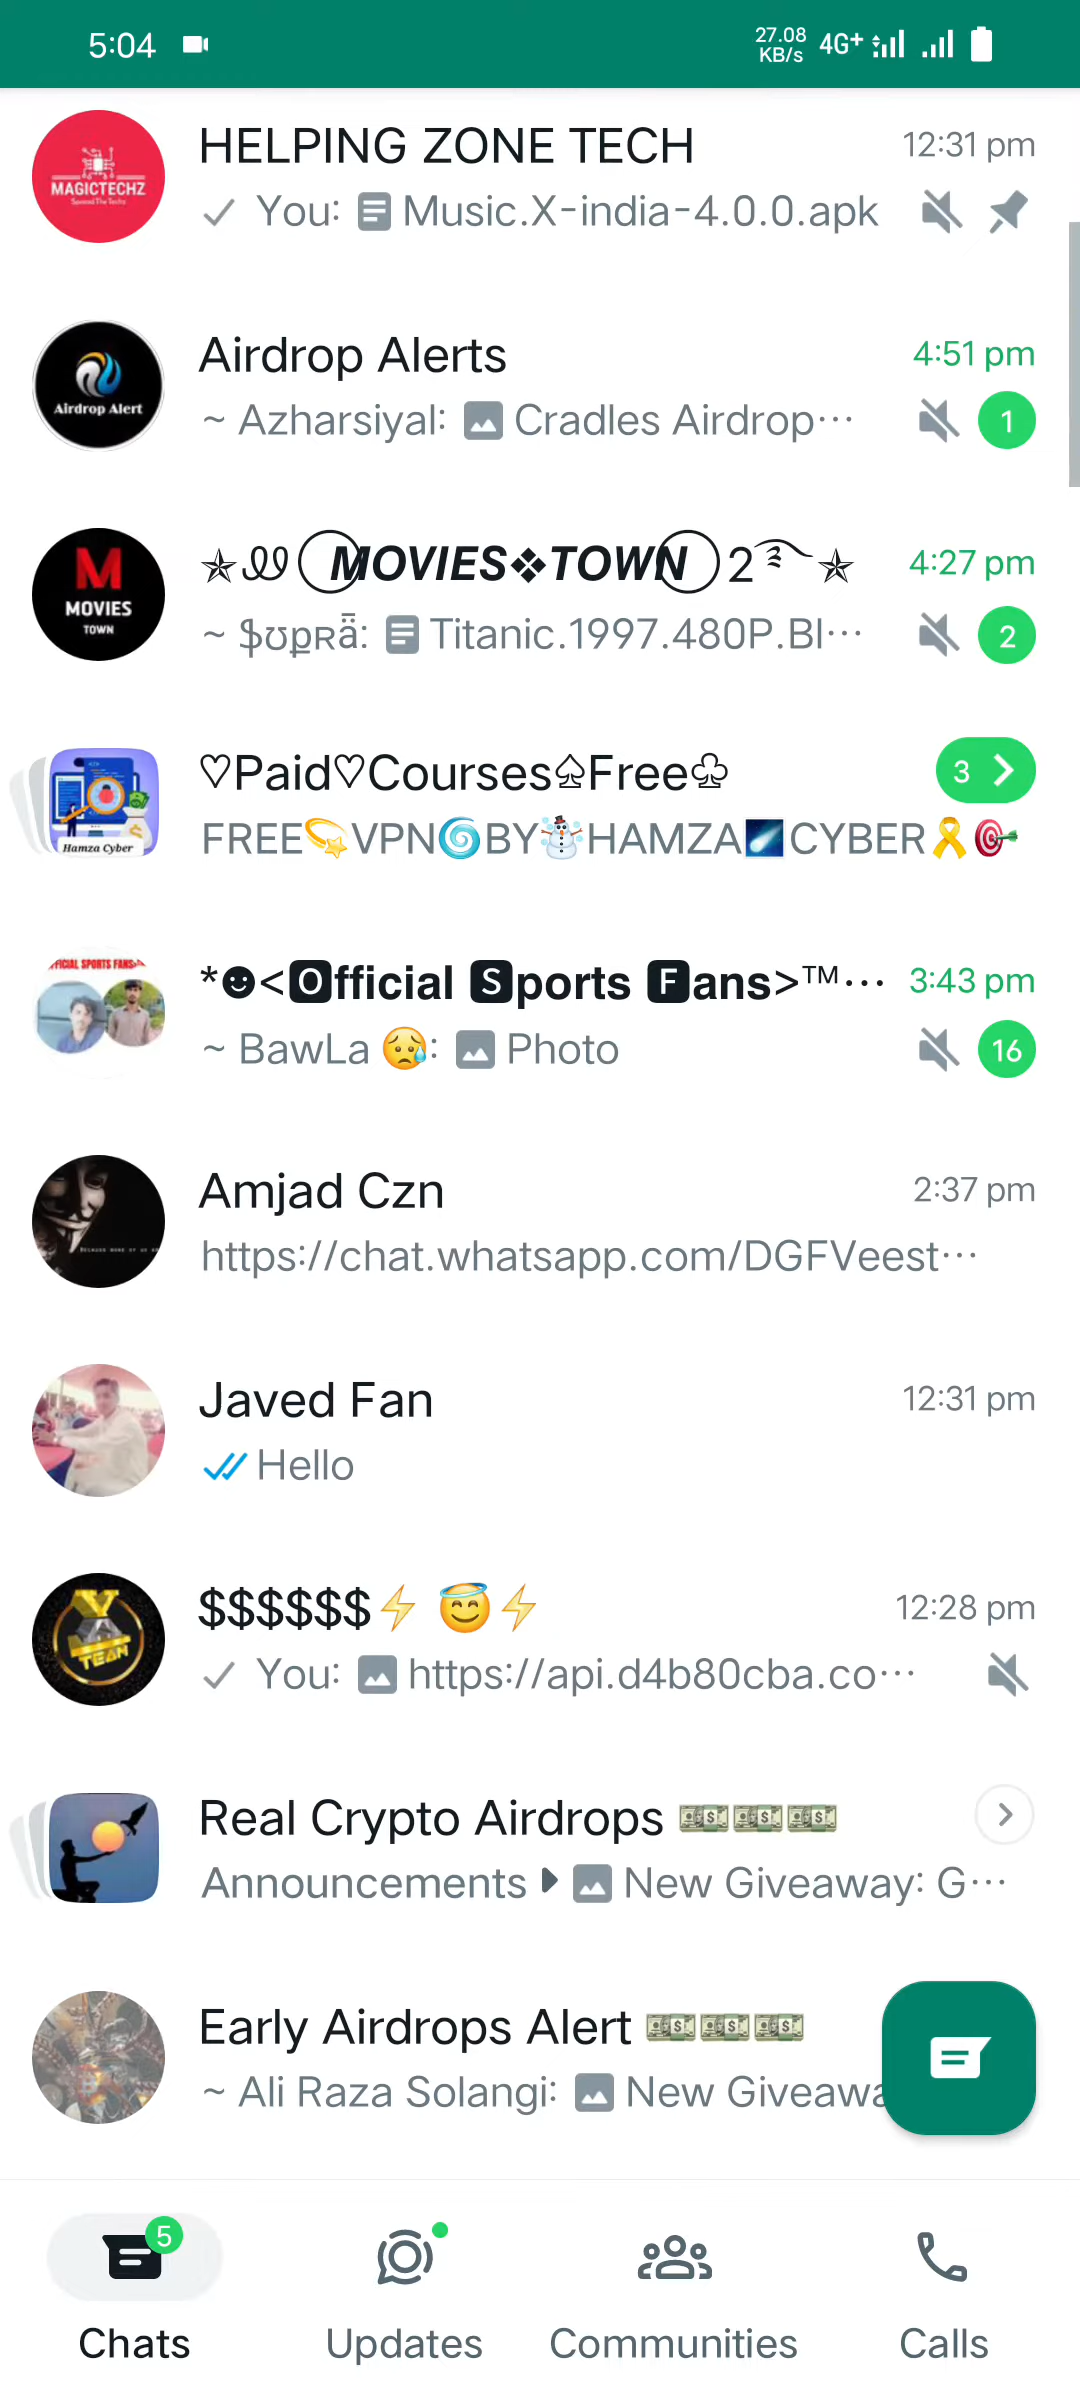 5:04
27.08 KB/s 4G+
HELPING ZONE TECH 12:31 pm
MAGICTECHZ
You: Music.X-india-4.0.0.apk
Airdrop Alerts 4:51 pm
Airdrop Alert
~ Azharsiyal: Cradles Airdrop··· 1
✯ MOVIES❖TOWN 2 ✯ 4:27 pm
M
MOVIES
TOWN
Titanic.1997.480P.Bl··· 2
♡Paid♡Courses♤Free♧ 3
Hamza Cyber
FREE💫VPN🌀BY☃️HAMZA☄️CYBER🎗️🎯
*☻<🅾fficial 🆂ports 🅵ans>™··· 3:43 pm
FICIAL SPORTS FANS
~ BawLa 😥: Photo 16
Amjad Czn 2:37 pm
https://chat.whatsapp.com/DGFVeest···
Javed Fan 12:31 pm
Hello
$$$$$$⚡ 😇⚡ 12:28 pm
TEAN
You: https://api.d4b80cba.co···
Real Crypto Airdrops 💵💵💵
Announcements ▸ New Giveaway: G···
Early Airdrops Alert 💵💵💵
~ Ali Raza Solangi: New Giveawa
5
Chats Updates Communities Calls